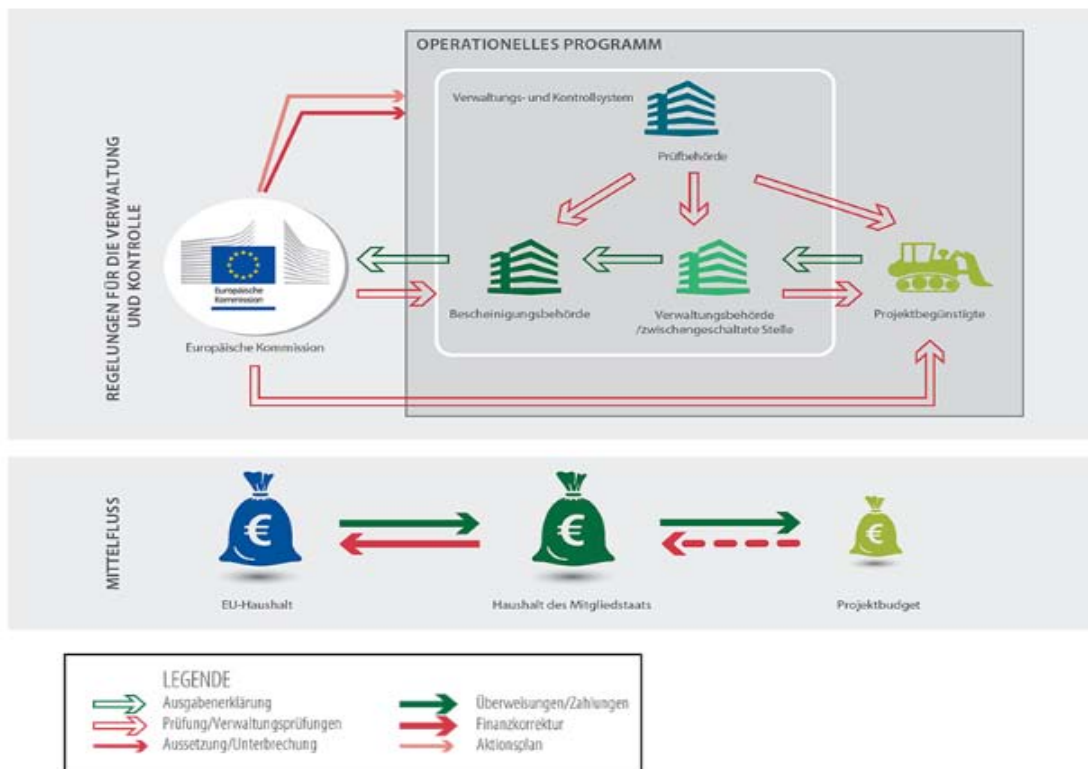 OPERATIONELLES PROGRAMM
Verwaltungs- und Kontrollsystem
Prüfbehörde
REGELUNGEN FÜR DIE VERWALTUNG
UND KONTROLLE
Europäische
Kommission
Europäische Kommission
Bescheinigungsbehörde
Verwaltungsbehörde
/zwischengeschaltete Stelle
Projektbegünstigte
MITTELFLUSS
€
€
€
EU-Haushalt
Haushalt des Mitgliedstaats
Projektbudget
LEGENDE
Ausgabenerklärung
Prüfung/Verwaltungsprüfungen
Aussetzung/Unterbrechung
Überweisungen/Zahlungen
Finanzkorrektur
Aktionsplan